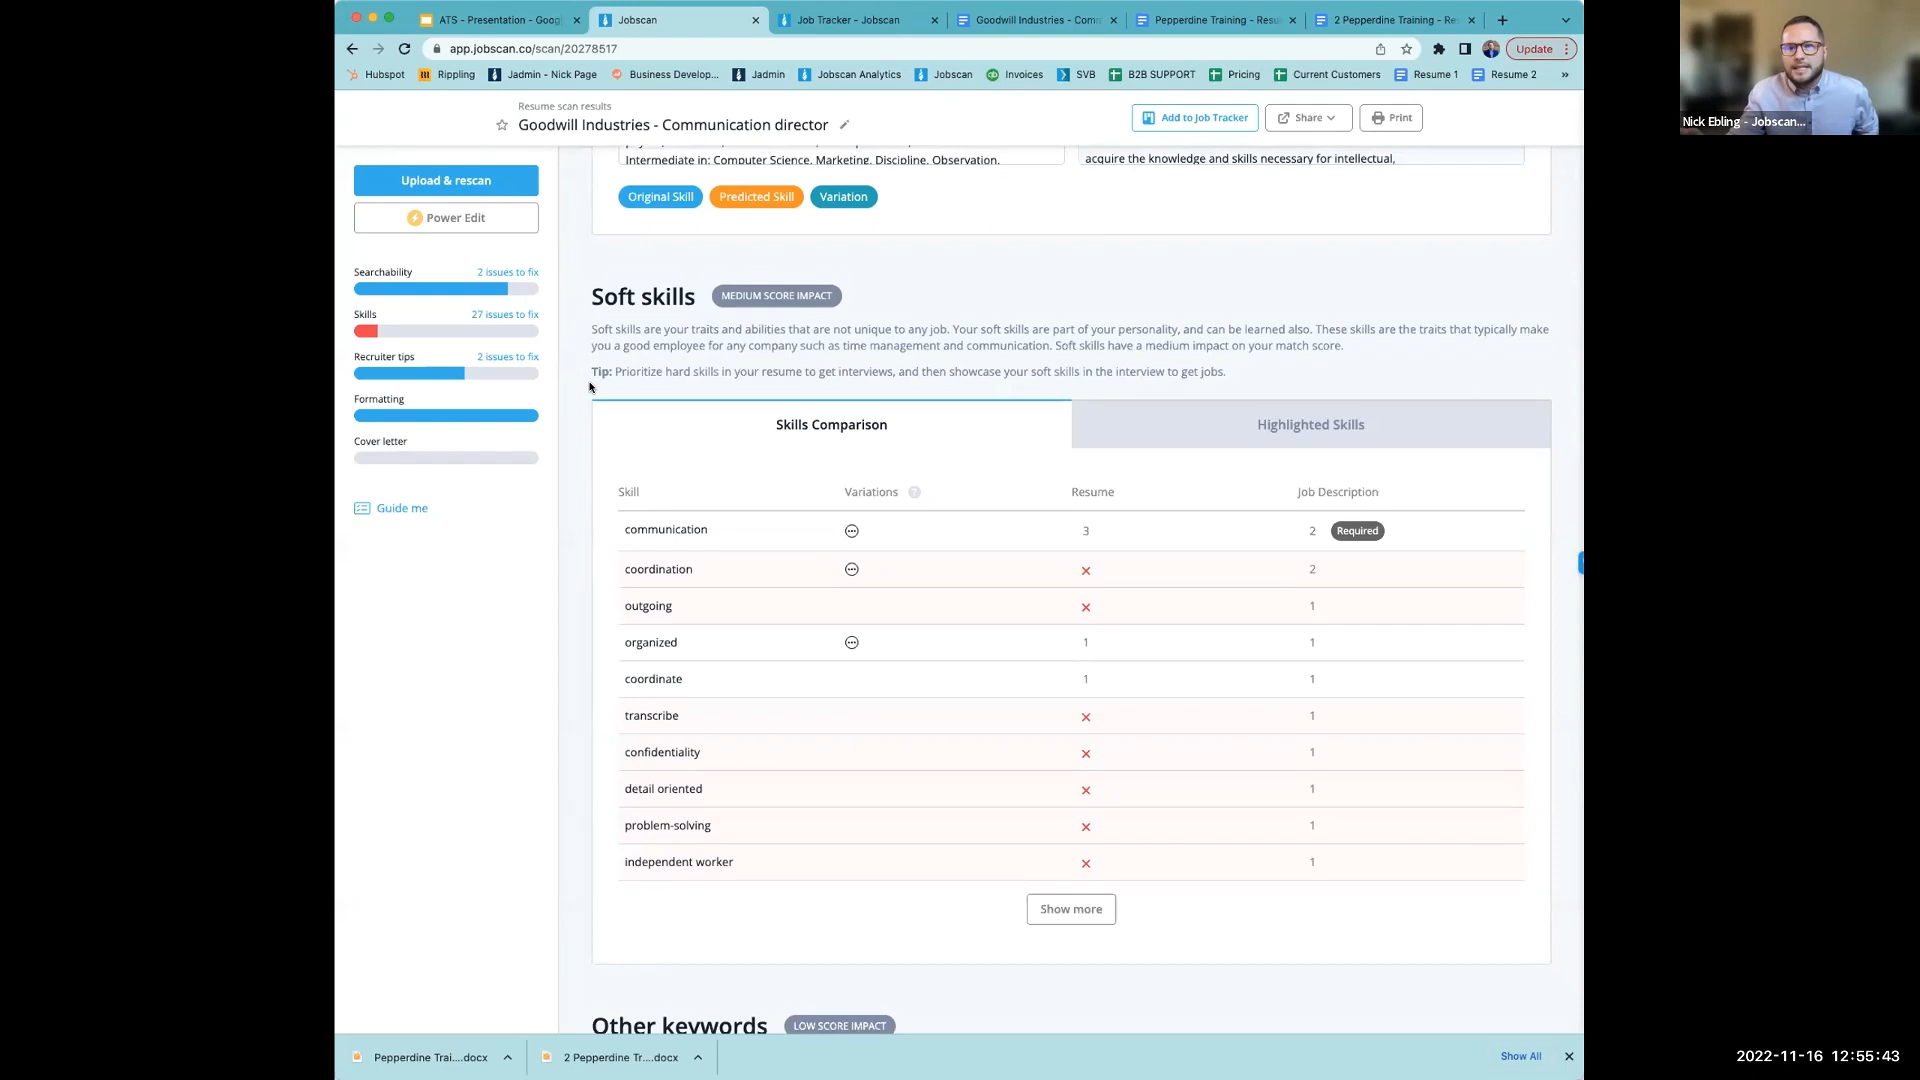 ATS - Presentation - Goog
Jobscan
Job Tracker - Jobscan
Goodwill Industries - Com
Pepperdine Training - Resu
2 Pepperdine Training - Re
app.jobscan.co/scan/20278517
Update
Hubspot
Rippling
Jadmin - Nick Page
Business Develop...
Jadmin
Jobscan Analytics
Jobscan
Invoices
SVB
B2B SUPPORT
Pricing
Current Customers
Resume 1
Resume 2
»
Resume scan results
Goodwill Industries - Communication director
Add to Job Tracker
Share
Print
Upload & rescan
Power Edit
Searchability 2 issues to fix
Skills 27 issues to fix
Recruiter tips 2 issues to fix
Formatting
Cover letter
Guide me
Intermediate in: Computer Science, Marketing, Discipline, Observation,
acquire the knowledge and skills necessary for intellectual,
Original Skill Predicted Skill Variation
Soft skills MEDIUM SCORE IMPACT
Soft skills are your traits and abilities that are not unique to any job. Your soft skills are part of your personality, and can be learned also. These skills are the traits that typically make
you a good employee for any company such as time management and communication. Soft skills have a medium impact on your match score.
Tip: Prioritize hard skills in your resume to get interviews, and then showcase your soft skills in the interview to get jobs.
Skills Comparison Highlighted Skills
Skill Variations ? Resume Job Description
communication 3 2 Required
coordination 2
outgoing 1
organized 1 1
coordinate 1 1
transcribe 1
confidentiality 1
detail oriented 1
problem-solving 1
independent worker 1
Show more
Other keywords LOW SCORE IMPACT
Pepperdine Trai....docx
2 Pepperdine Tr....docx
Show All
Nick Ebling - Jobscan...
2022-11-16 12:55:43